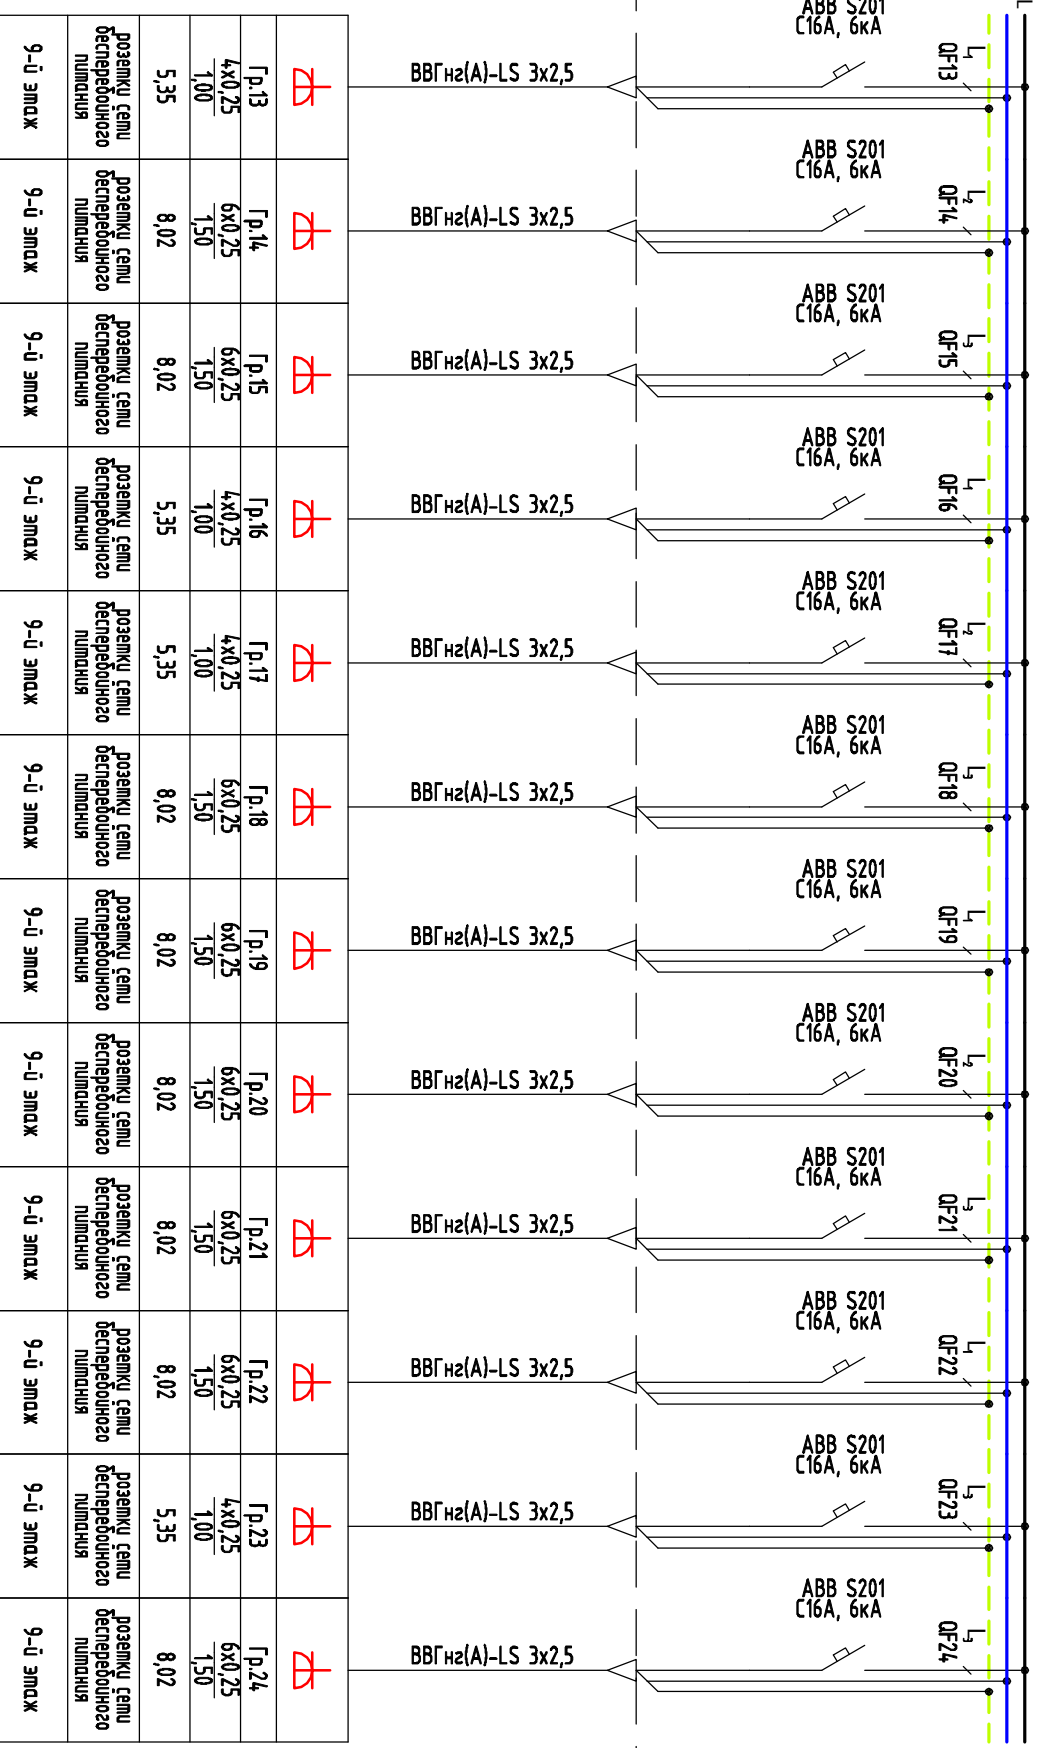 L
ABB S201
C16A, 6кА
L1
QF13
ВВГнг(А)-LS 3х2,5
Гр.13
4х0,25
1,00
5,35
розетки сети
бесперебойного
питания
9-й этаж
ABB S201
C16A, 6кА
L2
QF14
ВВГнг(А)-LS 3х2,5
Гр.14
6х0,25
1,50
8,02
розетки сети
бесперебойного
питания
9-й этаж
ABB S201
C16A, 6кА
L3
QF15
ВВГнг(А)-LS 3х2,5
Гр.15
6х0,25
1,50
8,02
розетки сети
бесперебойного
питания
9-й этаж
ABB S201
C16A, 6кА
L1
QF16
ВВГнг(А)-LS 3х2,5
Гр.16
4х0,25
1,00
5,35
розетки сети
бесперебойного
питания
9-й этаж
ABB S201
C16A, 6кА
L2
QF17
ВВГнг(А)-LS 3х2,5
Гр.17
4х0,25
1,00
5,35
розетки сети
бесперебойного
питания
9-й этаж
ABB S201
C16A, 6кА
L3
QF18
ВВГнг(А)-LS 3х2,5
Гр.18
6х0,25
1,50
8,02
розетки сети
бесперебойного
питания
9-й этаж
ABB S201
C16A, 6кА
L1
QF19
ВВГнг(А)-LS 3х2,5
Гр.19
6х0,25
1,50
8,02
розетки сети
бесперебойного
питания
9-й этаж
ABB S201
C16A, 6кА
L2
QF20
ВВГнг(А)-LS 3х2,5
Гр.20
6х0,25
1,50
8,02
розетки сети
бесперебойного
питания
9-й этаж
ABB S201
C16A, 6кА
L3
QF21
ВВГнг(А)-LS 3х2,5
Гр.21
6х0,25
1,50
8,02
розетки сети
бесперебойного
питания
9-й этаж
ABB S201
C16A, 6кА
L1
QF22
ВВГнг(А)-LS 3х2,5
Гр.22
6х0,25
1,50
8,02
розетки сети
бесперебойного
питания
9-й этаж
ABB S201
C16A, 6кА
L3
QF23
ВВГнг(А)-LS 3х2,5
Гр.23
4х0,25
1,00
5,35
розетки сети
бесперебойного
питания
9-й этаж
ABB S201
C16A, 6кА
L3
QF24
ВВГнг(А)-LS 3х2,5
Гр.24
6х0,25
1,50
8,02
розетки сети
бесперебойного
питания
9-й этаж